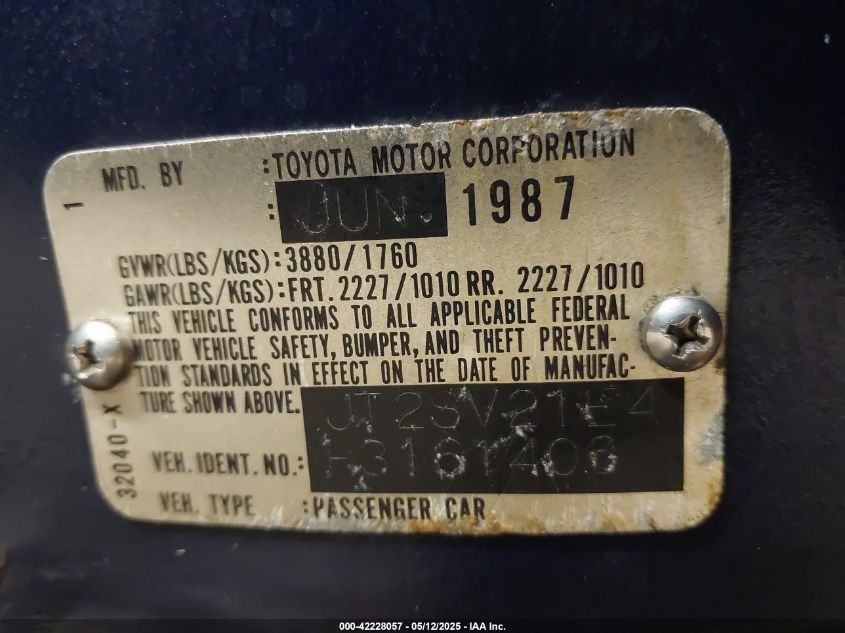 1
MFD. BY :TOYOTA MOTOR CORPORATION
: JUN. 1987
GVWR(LBS/KGS):3880/1760
GAWR(LBS/KGS):FRT. 2227/1010 RR. 2227/1010
THIS VEHICLE CONFORMS TO ALL APPLICABLE FEDERAL
MOTOR VEHICLE SAFETY, BUMPER, AND THEFT PREVEN-
TION STANDARDS IN EFFECT ON THE DATE OF MANUFAC-
TURE SHOWN ABOVE. JT2SV21E4
VEH. IDENT. NO.: H3161406
VEH. TYPE :PASSENGER CAR
32040-X
000-42228057 - 05/12/2025 - IAA Inc.